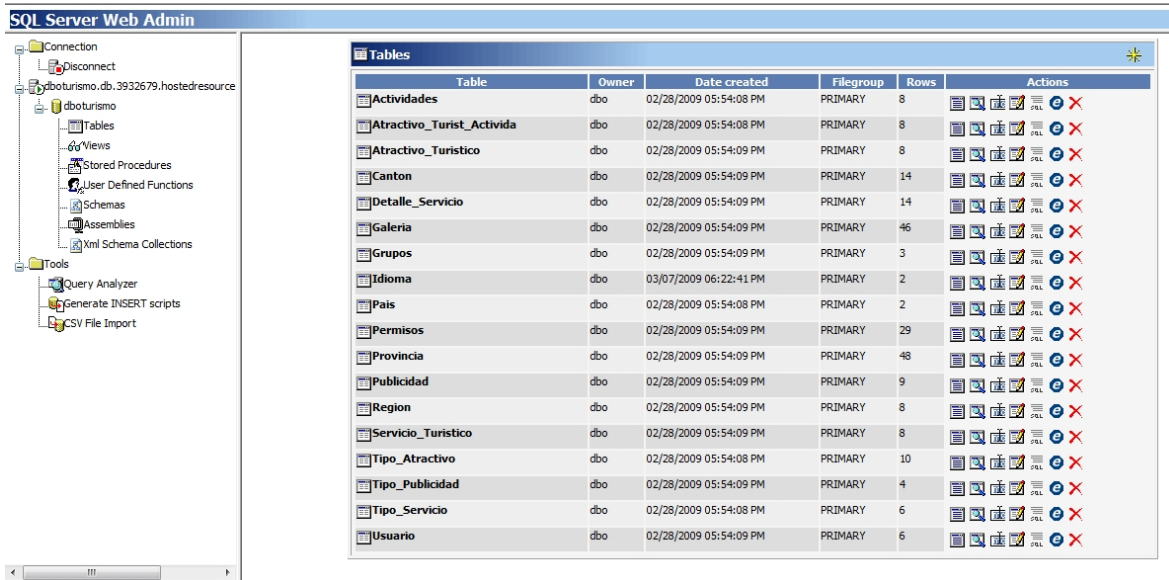 SQL Server Web Admin
Connection
Disconnect
dboturismo.db.3932679.hostedresource
dboturismo
Tables
Views
Stored Procedures
User Defined Functions
Schemas
Assemblies
Xml Schema Collections
Tools
Query Analyzer
Generate INSERT scripts
CSV File Import
Tables
Table Owner Date created Filegroup Rows Actions
Actividades dbo 02/28/2009 05:54:08 PM PRIMARY 8
Atractivo_Turist_Activida dbo 02/28/2009 05:54:08 PM PRIMARY 8
Atractivo_Turistico dbo 02/28/2009 05:54:09 PM PRIMARY 8
Canton dbo 02/28/2009 05:54:09 PM PRIMARY 14
Detalle_Servicio dbo 02/28/2009 05:54:09 PM PRIMARY 14
Galeria dbo 02/28/2009 05:54:09 PM PRIMARY 46
Grupos dbo 02/28/2009 05:54:09 PM PRIMARY 3
Idioma dbo 03/07/2009 06:22:41 PM PRIMARY 2
Pais dbo 02/28/2009 05:54:08 PM PRIMARY 2
Permisos dbo 02/28/2009 05:54:09 PM PRIMARY 29
Provincia dbo 02/28/2009 05:54:09 PM PRIMARY 48
Publicidad dbo 02/28/2009 05:54:09 PM PRIMARY 9
Region dbo 02/28/2009 05:54:09 PM PRIMARY 8
Servicio_Turistico dbo 02/28/2009 05:54:09 PM PRIMARY 8
Tipo_Atractivo dbo 02/28/2009 05:54:08 PM PRIMARY 10
Tipo_Publicidad dbo 02/28/2009 05:54:09 PM PRIMARY 4
Tipo_Servicio dbo 02/28/2009 05:54:08 PM PRIMARY 6
Usuario dbo 02/28/2009 05:54:09 PM PRIMARY 6